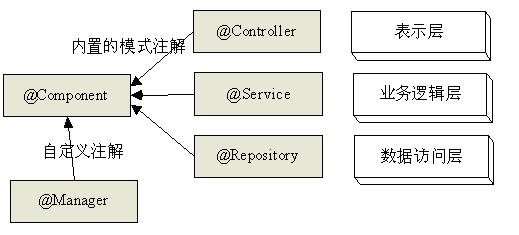 @Controller
表示层
内置的模式注解
@Component
@Service
业务逻辑层
自定义注解
@Repository
数据访问层
@Manager